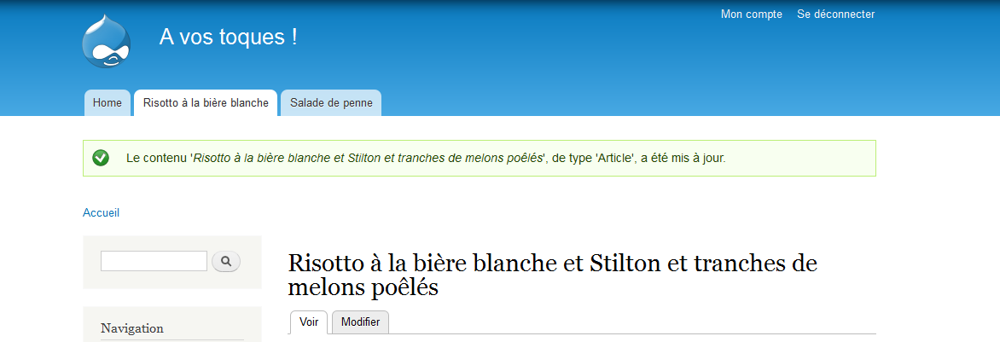 Mon compte Se déconnecter
A vos toques !
Home Risotto à la bière blanche Salade de penne
Le contenu 'Risotto à la bière blanche et Stilton et tranches de melons poêlés', de type 'Article', a été mis à jour.
Accueil
Risotto à la bière blanche et Stilton et tranches de
melons poêlés
Voir Modifier
Navigation